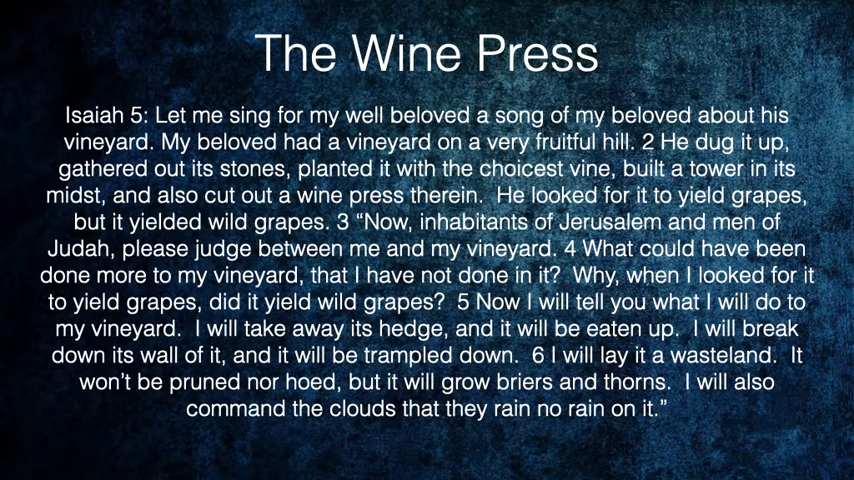 The Wine Press
Isaiah 5: Let me sing for my well beloved a song of my beloved about his
vineyard. My beloved had a vineyard on a very fruitful hill. 2 He dug it up,
gathered out its stones, planted it with the choicest vine, built a tower in its
midst, and also cut out a wine press therein.  He looked for it to yield grapes,
but it yielded wild grapes. 3 “Now, inhabitants of Jerusalem and men of
Judah, please judge between me and my vineyard. 4 What could have been
done more to my vineyard, that I have not done in it?  Why, when I looked for it
to yield grapes, did it yield wild grapes?  5 Now I will tell you what I will do to
my vineyard.  I will take away its hedge, and it will be eaten up.  I will break
down its wall of it, and it will be trampled down.  6 I will lay it a wasteland.  It
won’t be pruned nor hoed, but it will grow briers and thorns.  I will also
command the clouds that they rain no rain on it.”